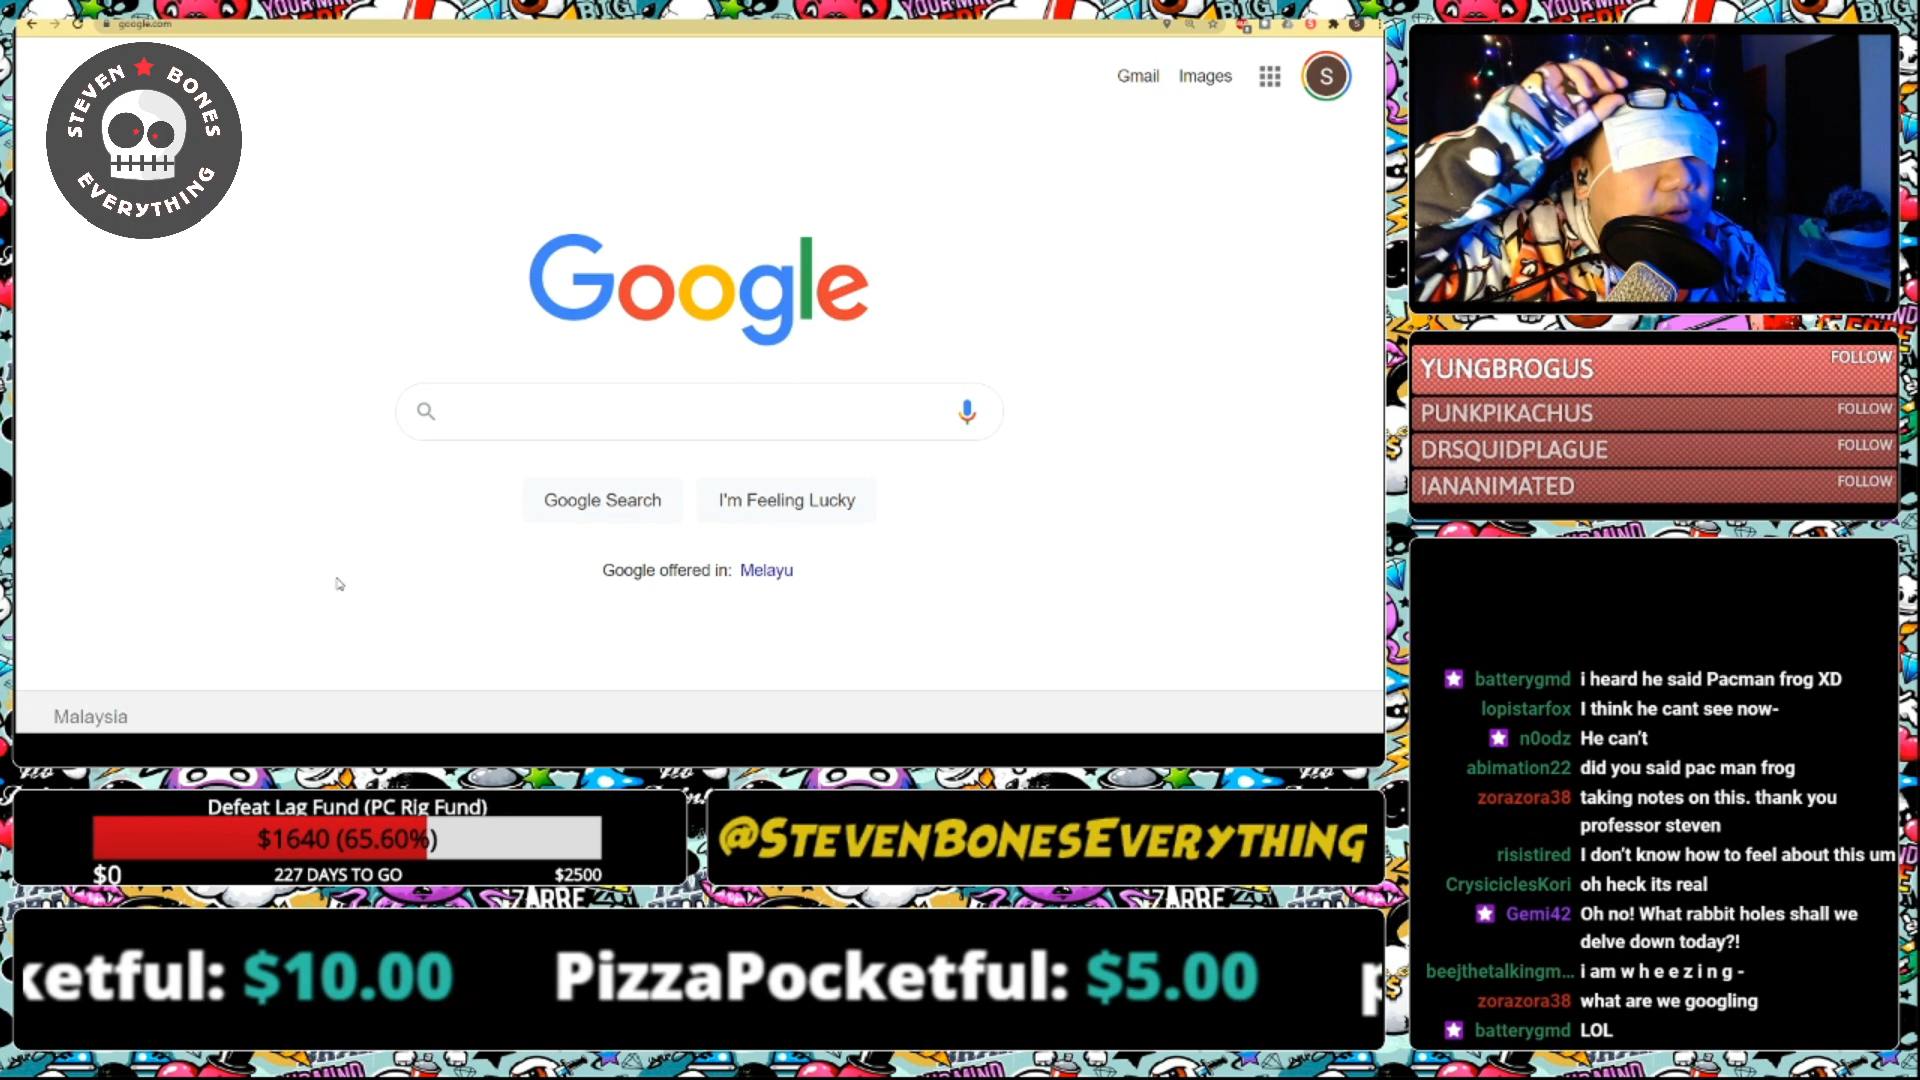 google.com
STEVEN BONES
EVERYTHING
Gmail Images
S
Google
Google Search I'm Feeling Lucky
Google offered in: Melayu
Malaysia
YUNGBROGUS FOLLOW
PUNKPIKACHUS FOLLOW
DRSQUIDPLAGUE FOLLOW
IANANIMATED FOLLOW
batterygmd i heard he said Pacman frog XD
lopistarfox I think he cant see now-
n0odz He can't
abimation22 did you said pac man frog
zorazora38 taking notes on this. thank you
professor steven
risistired I don't know how to feel about this um
CrysiciclesKori oh heck its real
Gemi42 Oh no! What rabbit holes shall we
delve down today?!
beejthetalkingm... i am w h e e z i n g -
zorazora38 what are we googling
batterygmd LOL
Defeat Lag Fund (PC Rig Fund)
$1640 (65.60%)
$0 227 DAYS TO GO $2500
@STEVENBONESEVERYTHING
ketful: $10.00 PizzaPocketful: $5.00 p